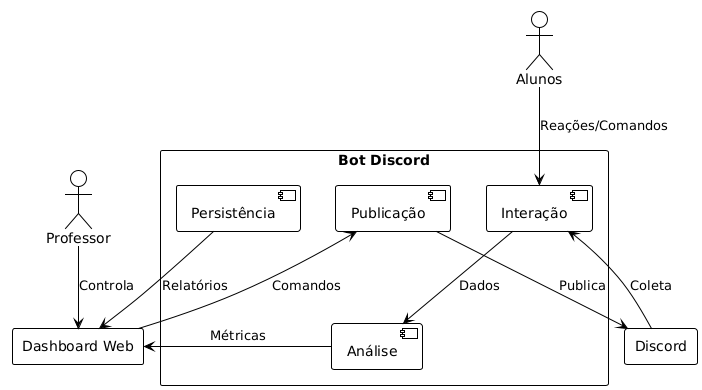 Alunos
Reações/Comandos
Bot Discord
Persistência
Publicação
Interação
Professor
Controla
Relatórios
Comandos
Dados
Publica
Coleta
Métricas
Dashboard Web
Análise
Discord